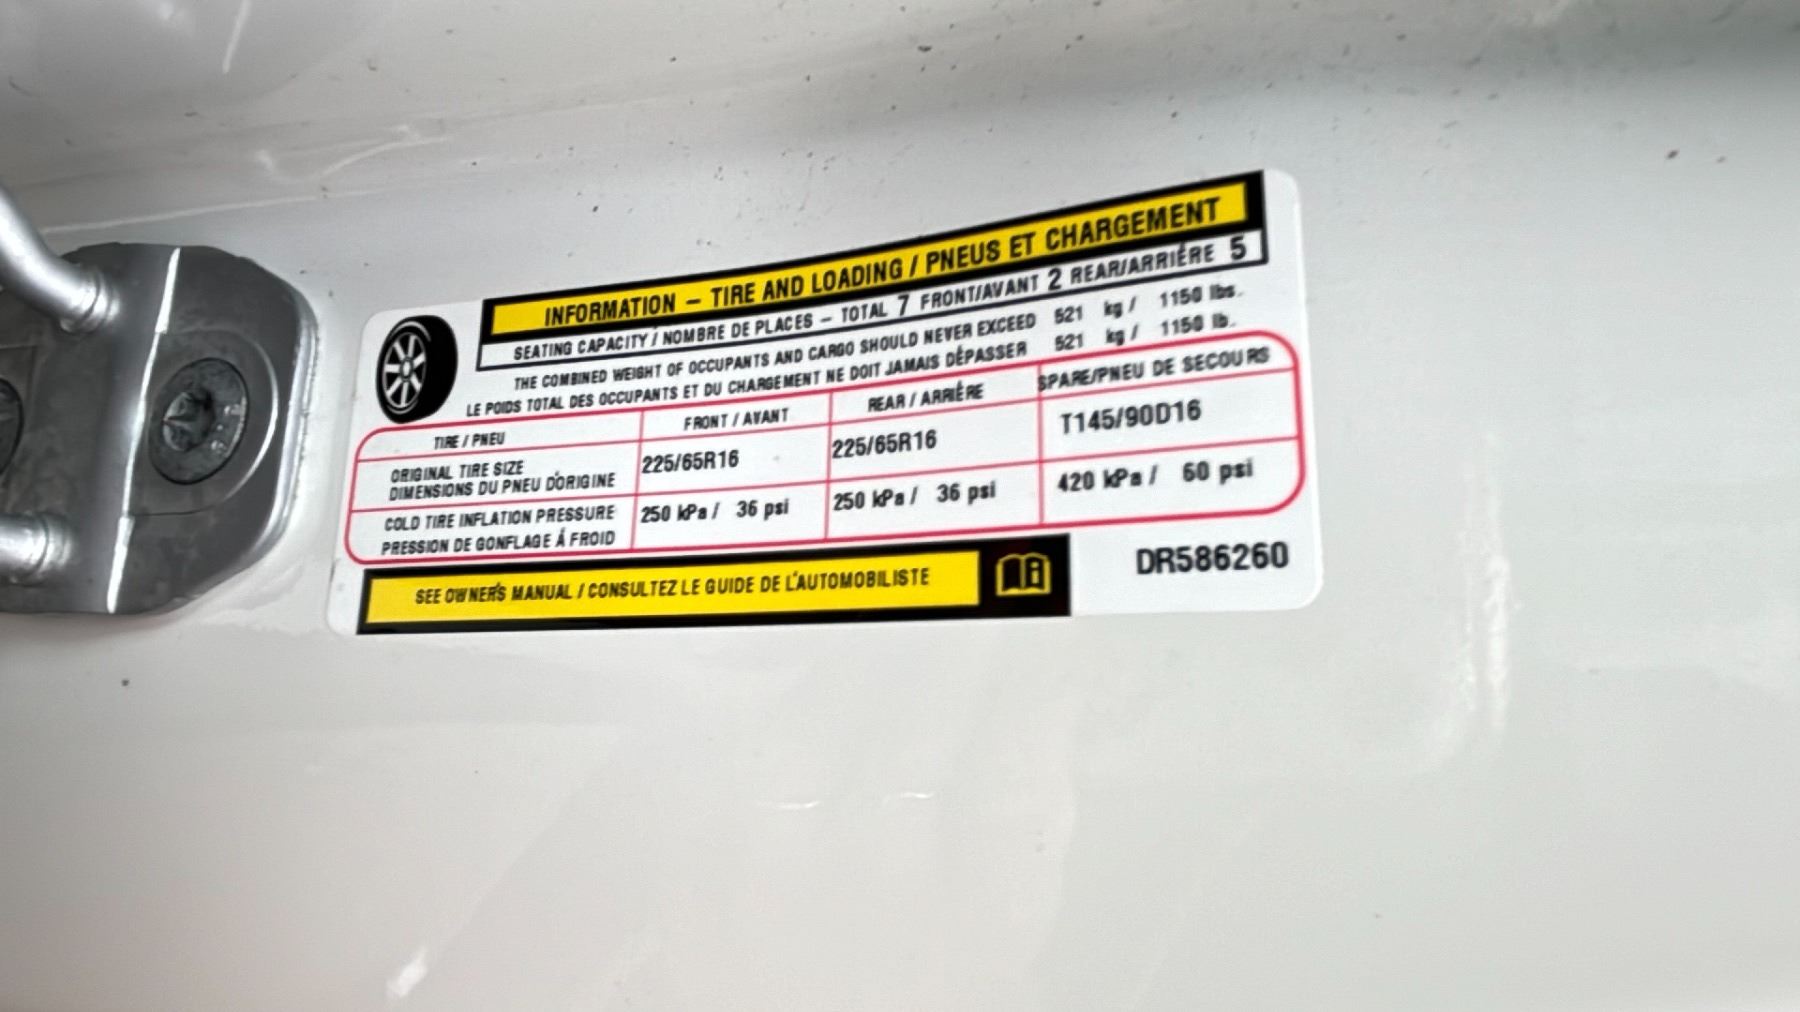 INFORMATION – TIRE AND LOADING / PNEUS ET CHARGEMENT
SEATING CAPACITY / NOMBRE DE PLACES – TOTAL 7 FRONT/AVANT 2 REAR/ARRIÈRE 5
THE COMBINED WEIGHT OF OCCUPANTS AND CARGO SHOULD NEVER EXCEED 521 kg / 1150 lbs.
LE POIDS TOTAL DES OCCUPANTS ET DU CHARGEMENT NE DOIT JAMAIS DÉPASSER 521 kg / 1150 lb.
TIRE / PNEU FRONT / AVANT REAR / ARRIÈRE SPARE/PNEU DE SECOURS
ORIGINAL TIRE SIZE
DIMENSIONS DU PNEU D'ORIGINE 225/65R16 225/65R16 T145/90D16
COLD TIRE INFLATION PRESSURE
PRESSION DE GONFLAGE À FROID 250 kPa / 36 psi 250 kPa / 36 psi 420 kPa / 60 psi
SEE OWNER'S MANUAL / CONSULTEZ LE GUIDE DE L'AUTOMOBILISTE
DR586260